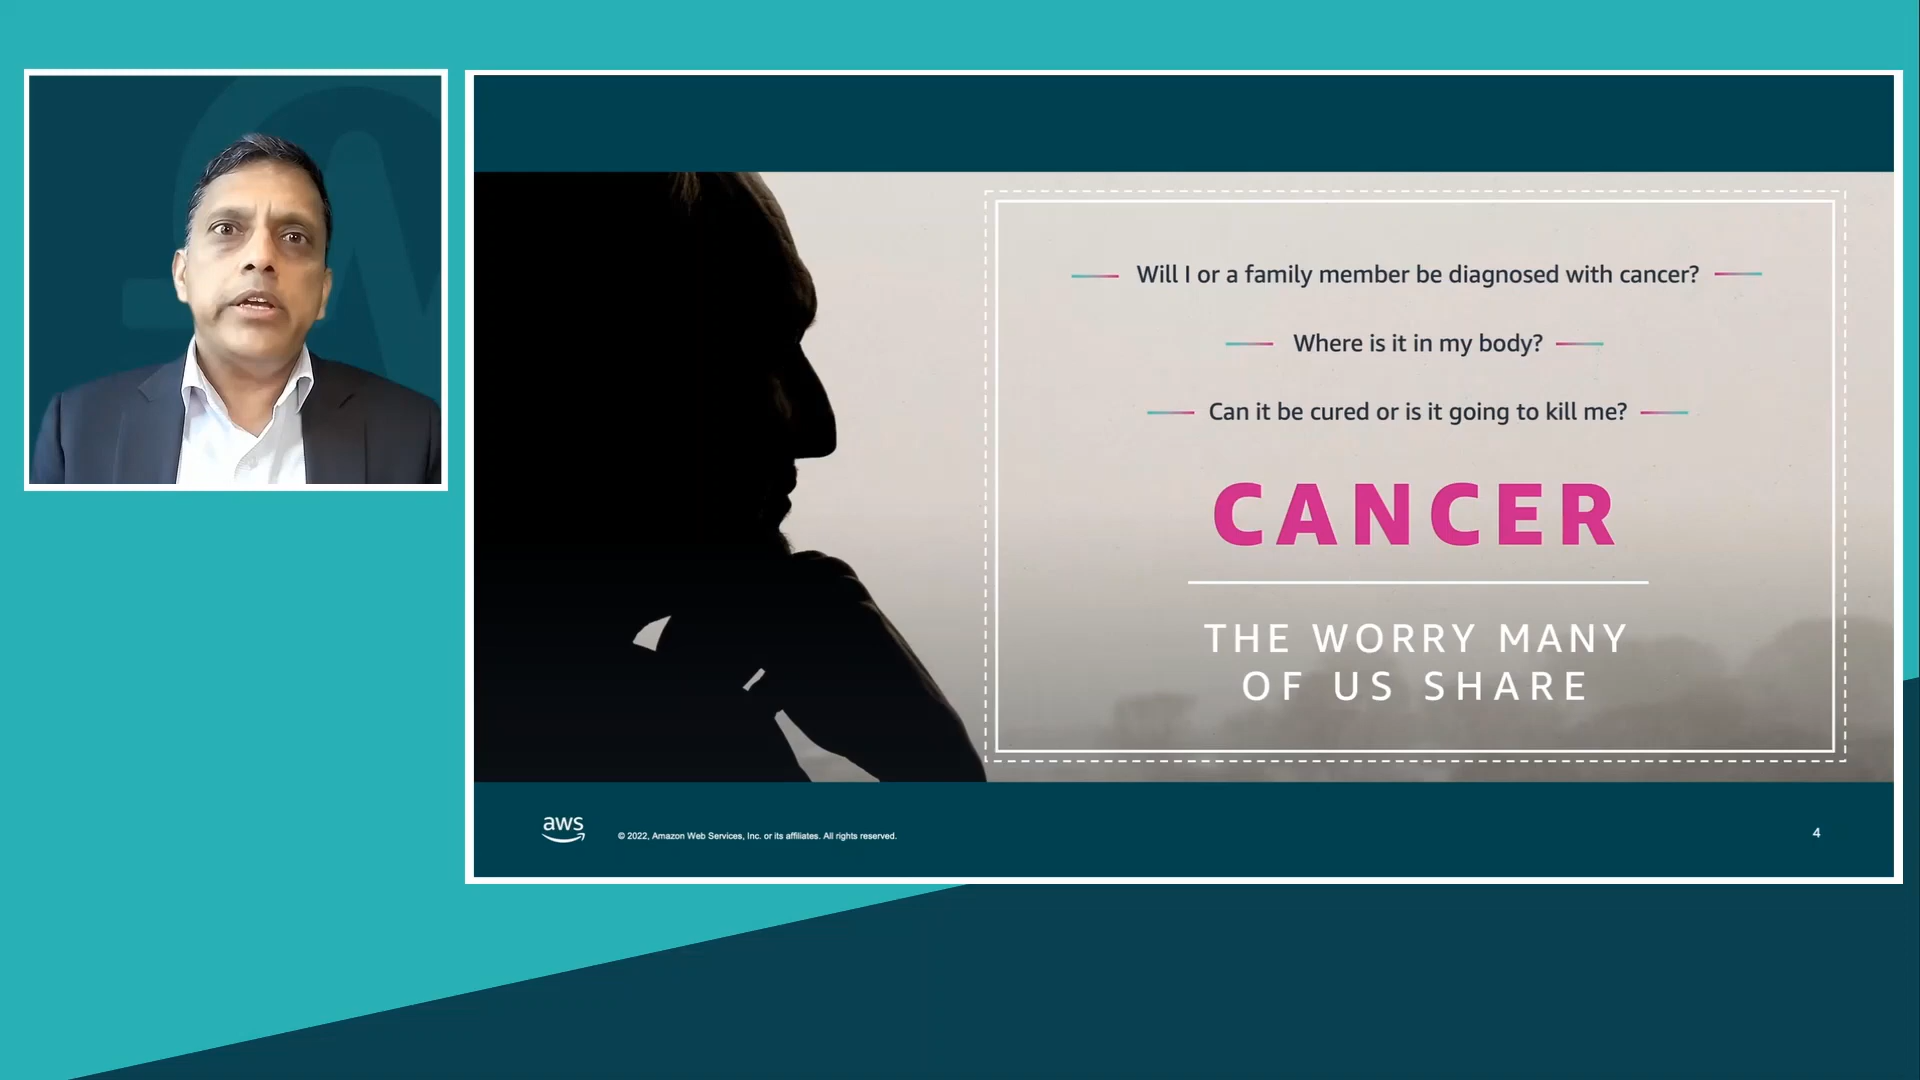 Will I or a family member be diagnosed with cancer?
Where is it in my body?
Can it be cured or is it going to kill me?
CANCER
THE WORRY MANY
OF US SHARE
aws
© 2022, Amazon Web Services, Inc. or its affiliates. All rights reserved.
4